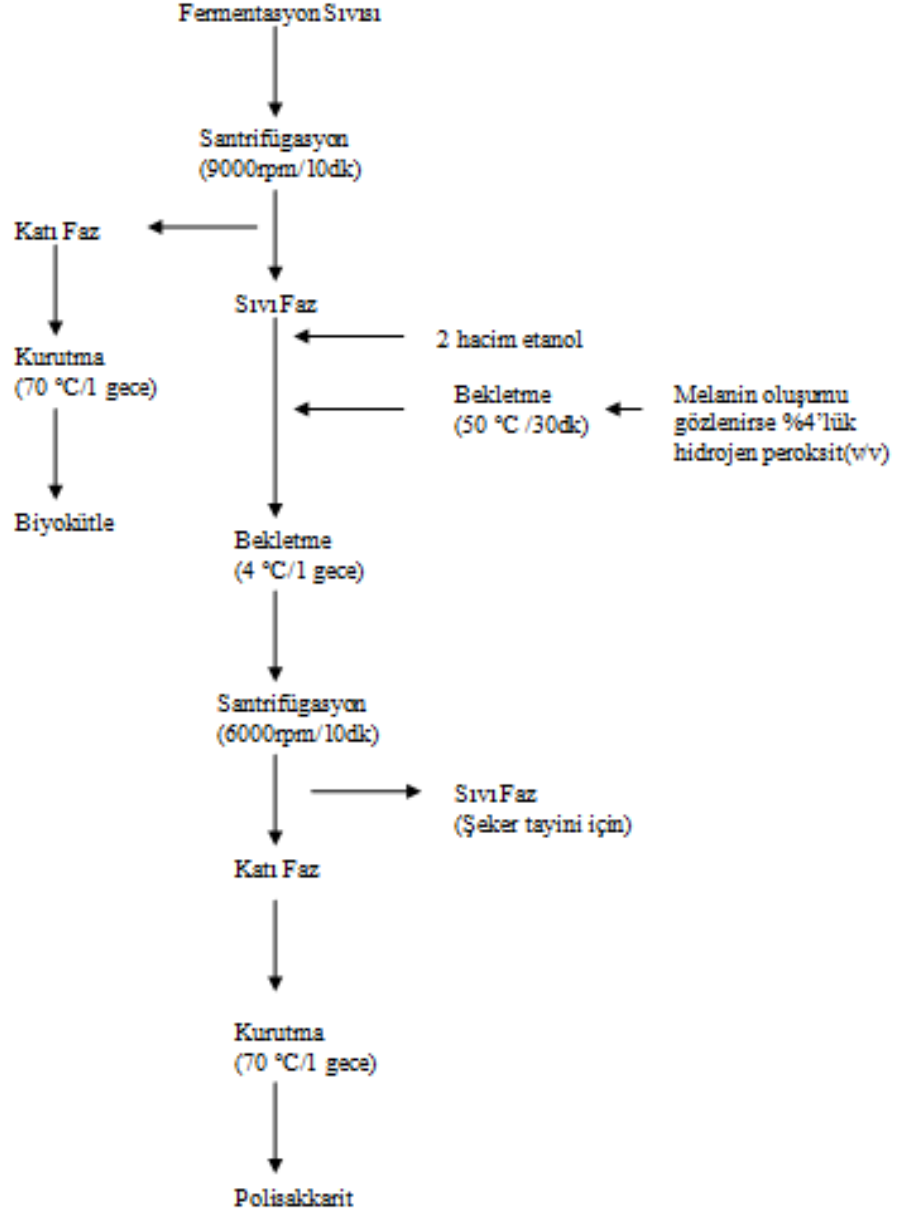 Fermentasyon Sıvısı
Santrifügasyon
(9000rpm/10dk)
Katı Faz
Sıvı Faz
2 hacim etanol
Kurutma
(70 °C/1 gece)
Bekletme
(50 °C /30dk)
Melanin oluşumu
gözlenirse %4'lük
hidrojen peroksit(v/v)
Biyokütle
Bekletme
(4 °C/1 gece)
Santrifügasyon
(6000rpm/10dk)
Sıvı Faz
(Şeker tayini için)
Katı Faz
Kurutma
(70 °C/1 gece)
Polisakkarit